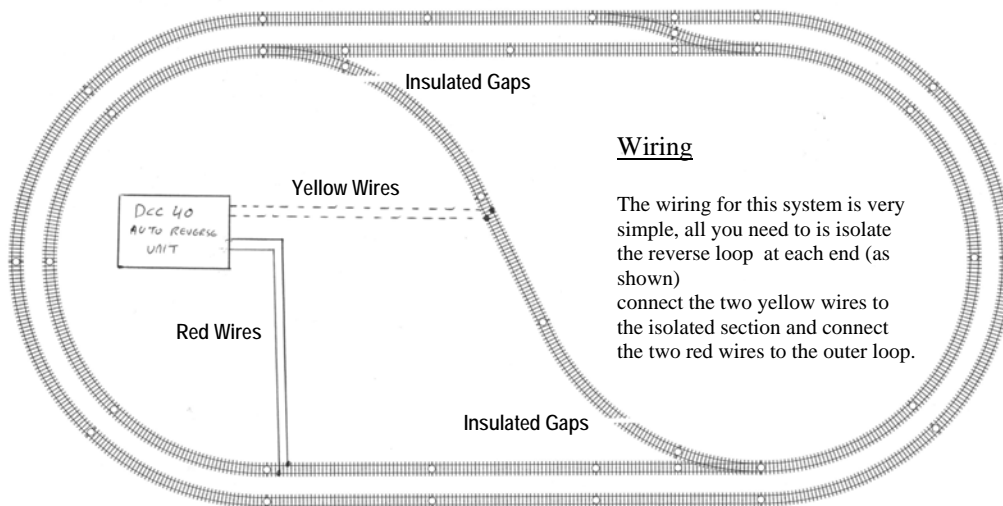 Insulated Gaps
Wiring
Yellow Wires
DCC 40
AUTO REVERSE
UNIT
The wiring for this system is very
simple, all you need to is isolate
the reverse loop at each end (as
shown)
connect the two yellow wires to
the isolated section and connect
the two red wires to the outer loop.
Red Wires
Insulated Gaps